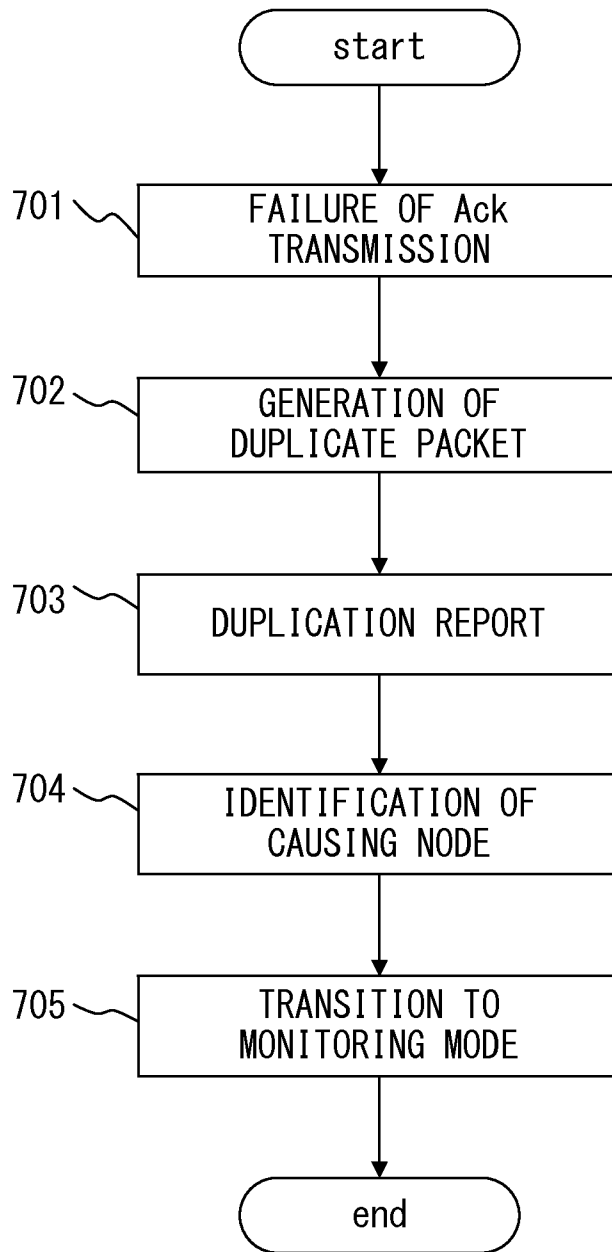 start
701
FAILURE OF Ack
TRANSMISSION
702
GENERATION OF
DUPLICATE PACKET
703
DUPLICATION REPORT
704
IDENTIFICATION OF
CAUSING NODE
705
TRANSITION TO
MONITORING MODE
end